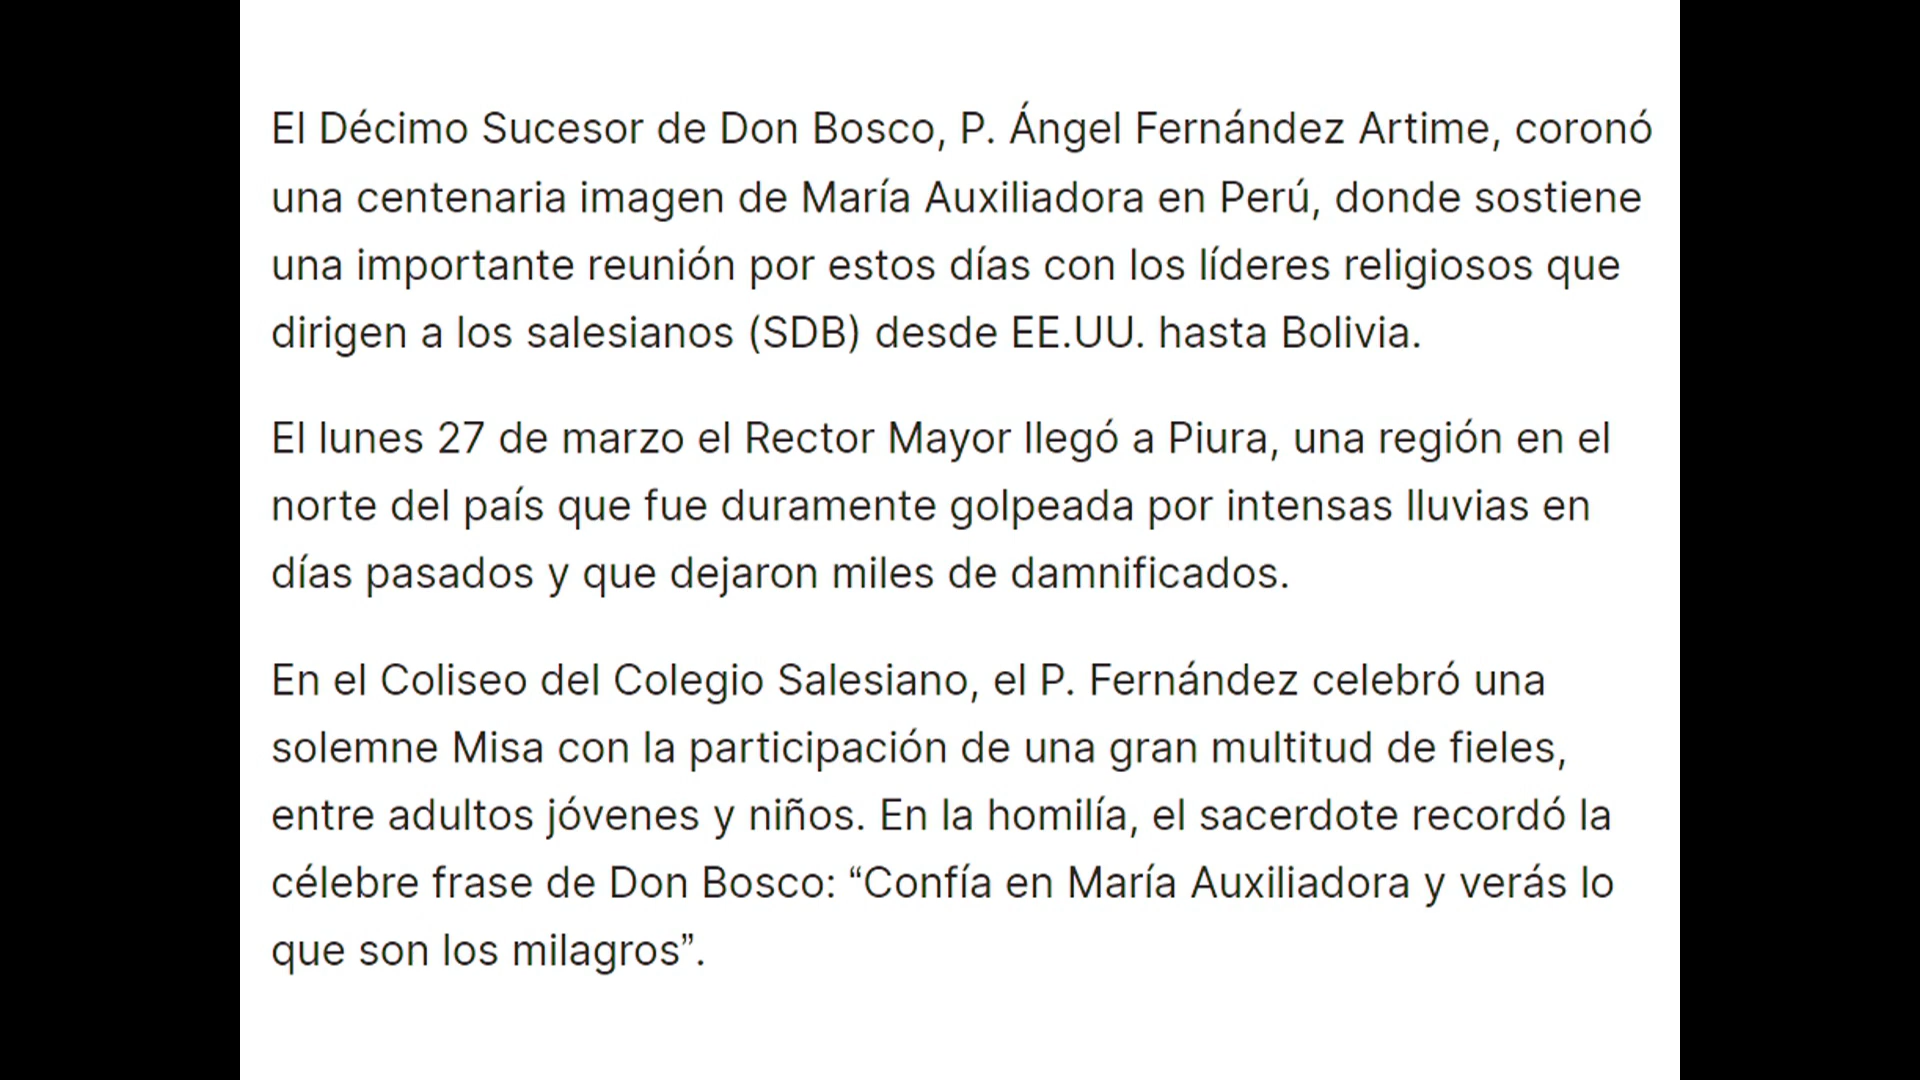 El Décimo Sucesor de Don Bosco, P. Ángel Fernández Artime, coronó
una centenaria imagen de María Auxiliadora en Perú, donde sostiene
una importante reunión por estos días con los líderes religiosos que
dirigen a los salesianos (SDB) desde EE.UU. hasta Bolivia.
El lunes 27 de marzo el Rector Mayor llegó a Piura, una región en el
norte del país que fue duramente golpeada por intensas lluvias en
días pasados y que dejaron miles de damnificados.
En el Coliseo del Colegio Salesiano, el P. Fernández celebró una
solemne Misa con la participación de una gran multitud de fieles,
entre adultos jóvenes y niños. En la homilía, el sacerdote recordó la
célebre frase de Don Bosco: “Confía en María Auxiliadora y verás lo
que son los milagros”.